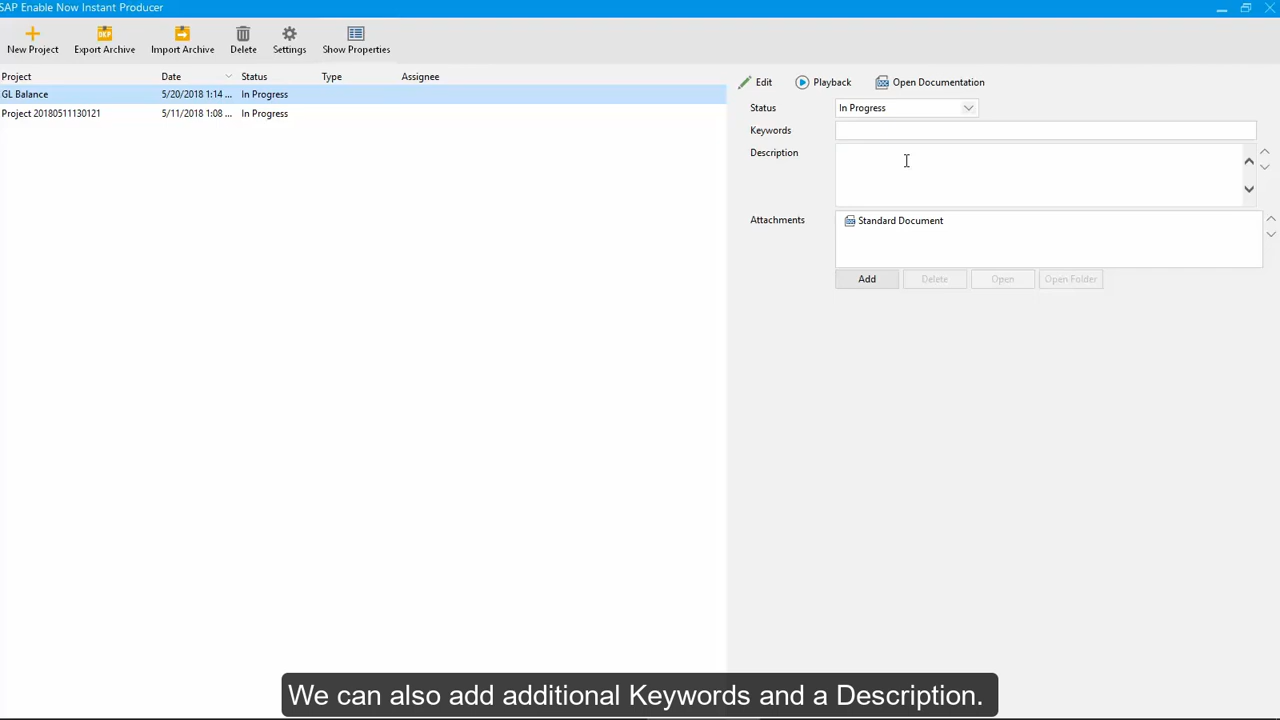 SAP Enable Now Instant Producer
New Project Export Archive Import Archive Delete Settings Show Properties
Project Date Status Type Assignee
GL Balance 5/20/2018 1:14 ... In Progress
Project 20180511130121 5/11/2018 1:08 ... In Progress
Edit Playback Open Documentation
Status In Progress
Keywords
Description
Attachments Standard Document
Add Delete Open Open Folder
We can also add additional Keywords and a Description.